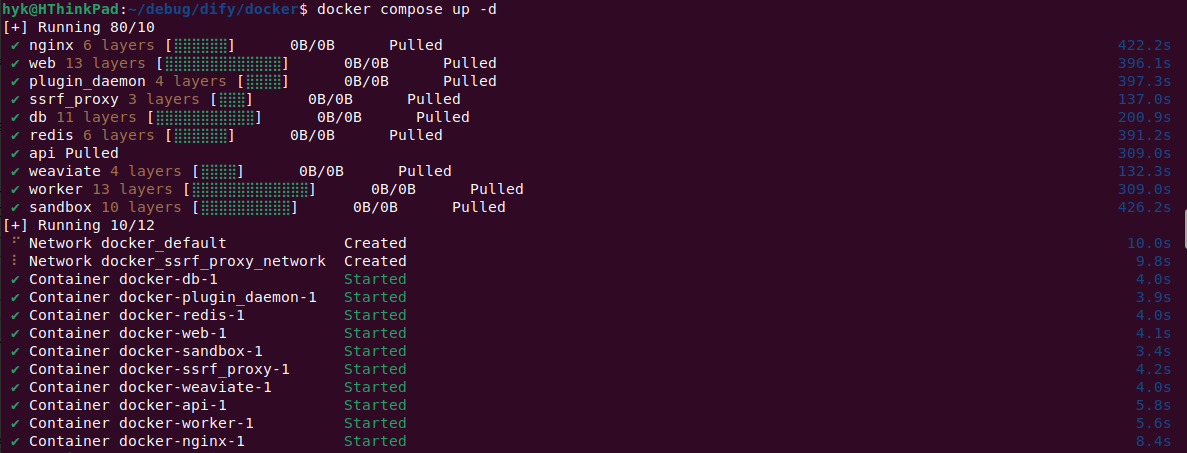 hyk@HThinkPad:~/debug/dify/docker$ docker compose up -d
[+] Running 80/10
✔ nginx 6 layers [⣿⣿⣿⣿⣿⣿] 0B/0B Pulled 422.2s
✔ web 13 layers [⣿⣿⣿⣿⣿⣿⣿⣿⣿⣿⣿⣿⣿] 0B/0B Pulled 396.1s
✔ plugin_daemon 4 layers [⣿⣿⣿⣿] 0B/0B Pulled 397.3s
✔ ssrf_proxy 3 layers [⣿⣿⣿] 0B/0B Pulled 137.0s
✔ db 11 layers [⣿⣿⣿⣿⣿⣿⣿⣿⣿⣿⣿] 0B/0B Pulled 200.9s
✔ redis 6 layers [⣿⣿⣿⣿⣿⣿] 0B/0B Pulled 391.2s
✔ api Pulled 309.0s
✔ weaviate 4 layers [⣿⣿⣿⣿] 0B/0B Pulled 132.3s
✔ worker 13 layers [⣿⣿⣿⣿⣿⣿⣿⣿⣿⣿⣿⣿⣿] 0B/0B Pulled 309.0s
✔ sandbox 10 layers [⣿⣿⣿⣿⣿⣿⣿⣿⣿⣿] 0B/0B Pulled 426.2s
[+] Running 10/12
⠋ Network docker_default Created 10.0s
⠸ Network docker_ssrf_proxy_network Created 9.8s
✔ Container docker-db-1 Started 4.0s
✔ Container docker-plugin_daemon-1 Started 3.9s
✔ Container docker-redis-1 Started 4.0s
✔ Container docker-web-1 Started 4.1s
✔ Container docker-sandbox-1 Started 3.4s
✔ Container docker-ssrf_proxy-1 Started 4.2s
✔ Container docker-weaviate-1 Started 4.0s
✔ Container docker-api-1 Started 5.8s
✔ Container docker-worker-1 Started 5.6s
✔ Container docker-nginx-1 Started 8.4s